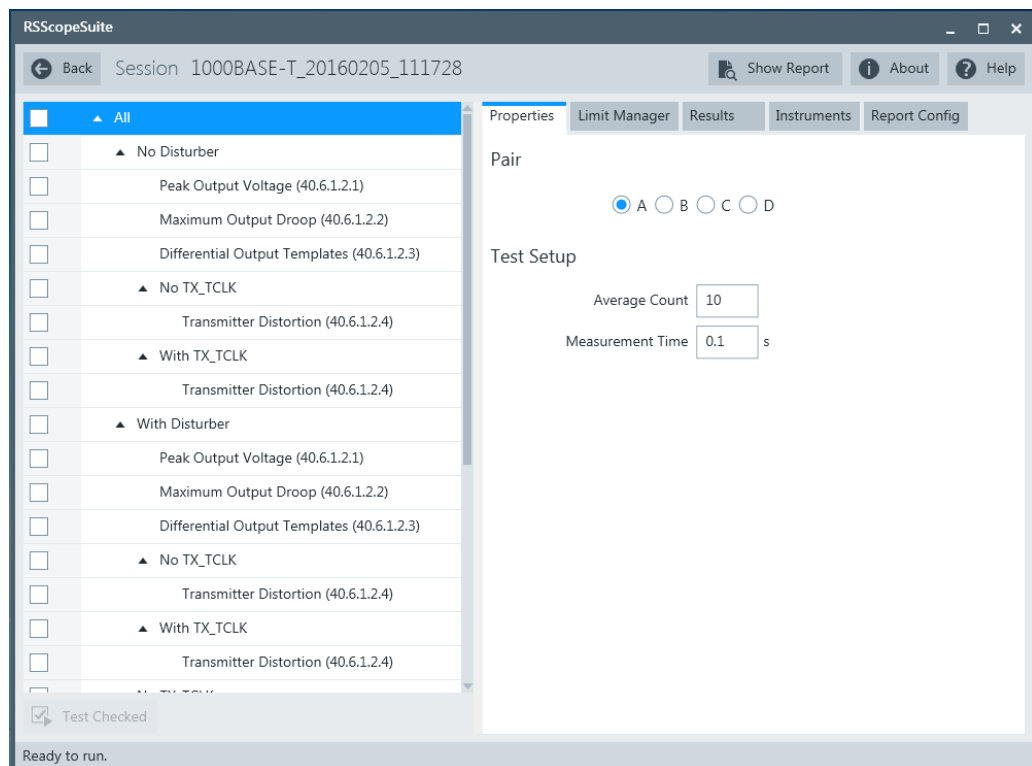 RSScopeSuite
Back Session 1000BASE-T_20160205_111728 Show Report About Help
All
No Disturber
Peak Output Voltage (40.6.1.2.1)
Maximum Output Droop (40.6.1.2.2)
Differential Output Templates (40.6.1.2.3)
No TX_TCLK
Transmitter Distortion (40.6.1.2.4)
With TX_TCLK
Transmitter Distortion (40.6.1.2.4)
With Disturber
Peak Output Voltage (40.6.1.2.1)
Maximum Output Droop (40.6.1.2.2)
Differential Output Templates (40.6.1.2.3)
No TX_TCLK
Transmitter Distortion (40.6.1.2.4)
With TX_TCLK
Transmitter Distortion (40.6.1.2.4)
Test Checked
Properties Limit Manager Results Instruments Report Config
Pair
A B C D
Test Setup
Average Count 10
Measurement Time 0.1 s
Ready to run.